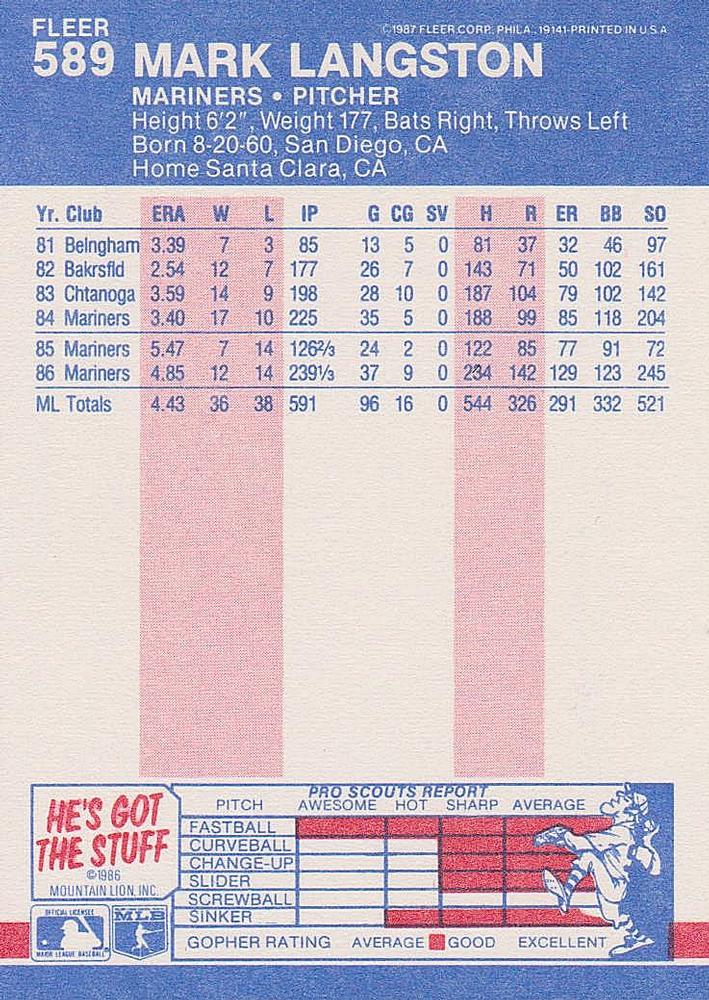 FLEER
©1987 FLEER CORP. PHILA., 19141-PRINTED IN U.S.A
589 MARK LANGSTON
MARINERS • PITCHER
Height 6'2", Weight 177, Bats Right, Throws Left
Born 8-20-60, San Diego, CA
Home Santa Clara, CA
Yr. Club ERA W L IP G CG SV H R ER BB SO
81 Belngham 3.39 7 3 85 13 5 0 81 37 32 46 97
82 Bakrsfld 2.54 12 7 177 26 7 0 143 71 50 102 161
83 Chtanoga 3.59 14 9 198 28 10 0 187 104 79 102 142
84 Mariners 3.40 17 10 225 35 5 0 188 99 85 118 204
85 Mariners 5.47 7 14 126⅔ 24 2 0 122 85 77 91 72
86 Mariners 4.85 12 14 239⅓ 37 9 0 234 142 129 123 245
ML Totals 4.43 36 38 591 96 16 0 544 326 291 332 521
HE'S GOT
THE STUFF
©1986
MOUNTAIN LION, INC.
OFFICIAL LICENSEE
MAJOR LEAGUE BASEBALL
MLB
PRO SCOUTS REPORT
PITCH AWESOME HOT SHARP AVERAGE
FASTBALL
CURVEBALL
CHANGE-UP
SLIDER
SCREWBALL
SINKER
GOPHER RATING AVERAGE GOOD EXCELLENT